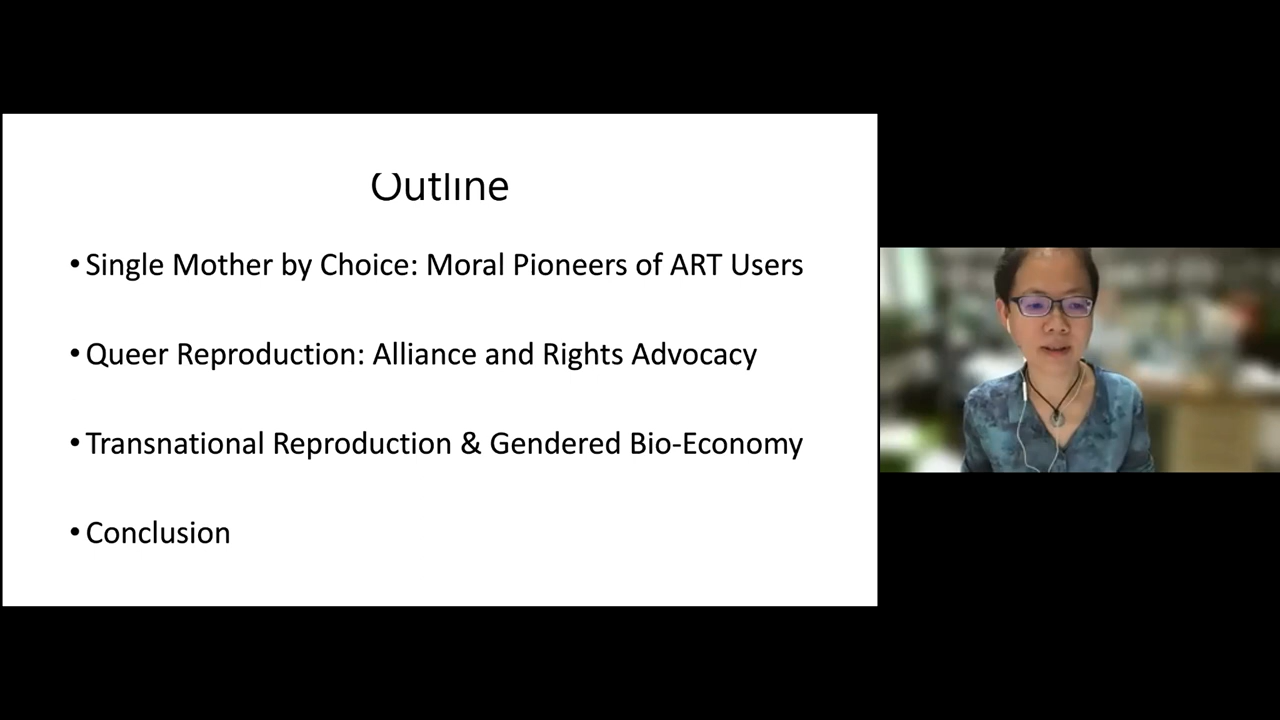 Outline
• Single Mother by Choice: Moral Pioneers of ART Users
• Queer Reproduction: Alliance and Rights Advocacy
• Transnational Reproduction & Gendered Bio-Economy
• Conclusion